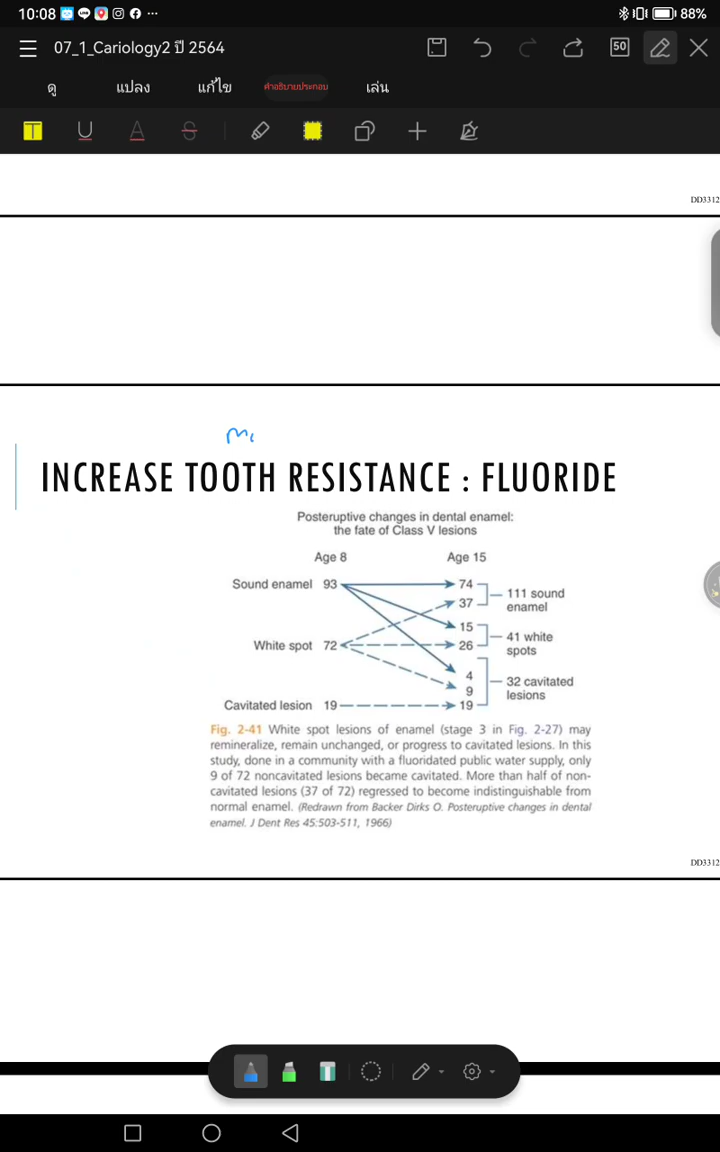 10:08
88%
07_1_Cariology2 ปี 2564
50
ดู แปลง แก้ไข คำอธิบายประกอบ เล่น
T U A S
DD3312
INCREASE TOOTH RESISTANCE : FLUORIDE
Posteruptive changes in dental enamel:
the fate of Class V lesions
Age 8 Age 15
Sound enamel 93 74
37
111 sound
enamel
15
White spot 72 26
41 white
spots
4
9
32 cavitated
lesions
Cavitated lesion 19 19
Fig. 2-41 White spot lesions of enamel (stage 3 in Fig. 2-27) may
remineralize, remain unchanged, or progress to cavitated lesions. In this
study, done in a community with a fluoridated public water supply, only
9 of 72 noncavitated lesions became cavitated. More than half of non-
cavitated lesions (37 of 72) regressed to become indistinguishable from
normal enamel. (Redrawn from Backer Dirks O. Posteruptive changes in dental
enamel. J Dent Res 45:503-511, 1966)
DD3312